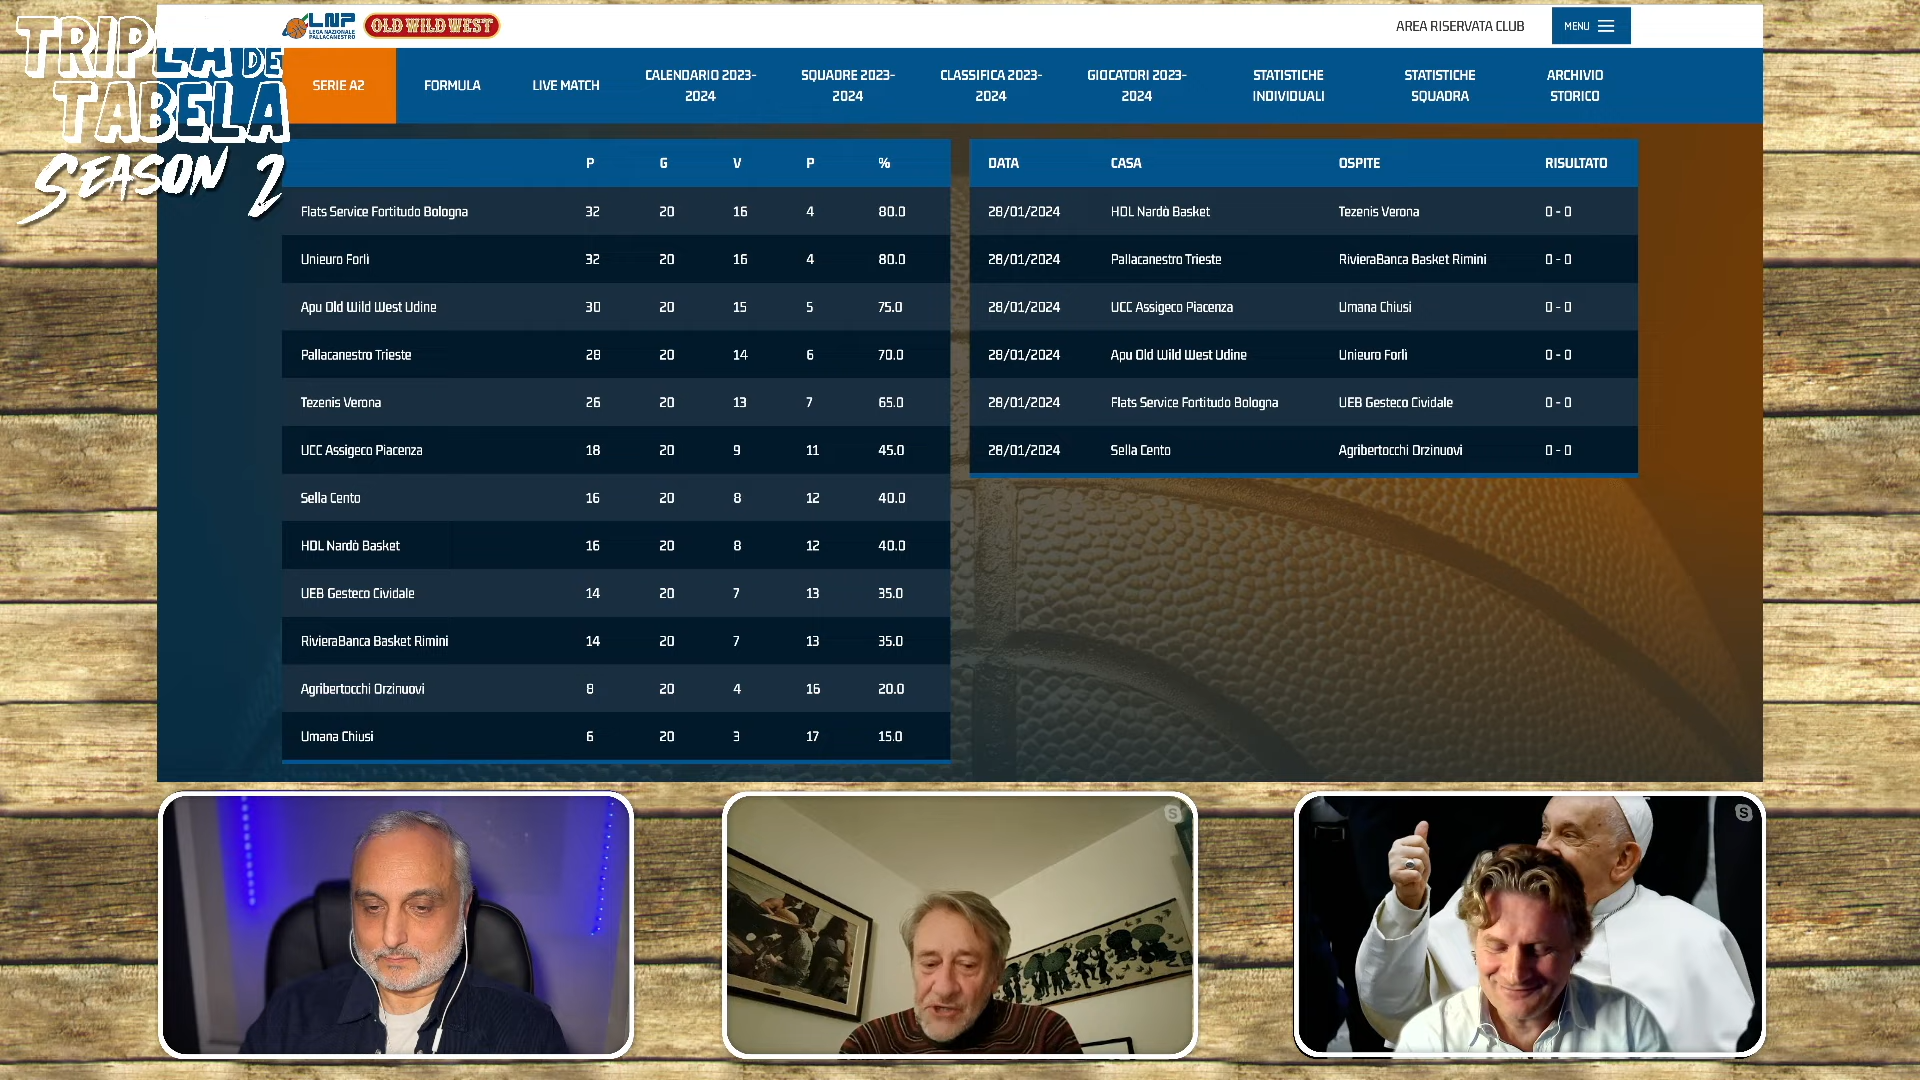 TRIPLA DE
TABELA
SEASON 2
LNP
LEGA NAZIONALE
PALLACANESTRO
OLD WILD WEST
AREA RISERVATA CLUB
MENU
SERIE A2
FORMULA
LIVE MATCH
CALENDARIO 2023-
2024
SQUADRE 2023-
2024
CLASSIFICA 2023-
2024
GIOCATORI 2023-
2024
STATISTICHE
INDIVIDUALI
STATISTICHE
SQUADRA
ARCHIVIO
STORICO
P G V P %
Flats Service Fortitudo Bologna 32 20 16 4 80.0
Unieuro Forlì 32 20 16 4 80.0
Apu Old Wild West Udine 30 20 15 5 75.0
Pallacanestro Trieste 28 20 14 6 70.0
Tezenis Verona 26 20 13 7 65.0
UCC Assigeco Piacenza 18 20 9 11 45.0
Sella Cento 16 20 8 12 40.0
HDL Nardò Basket 16 20 8 12 40.0
UEB Gesteco Cividale 14 20 7 13 35.0
RivieraBanca Basket Rimini 14 20 7 13 35.0
Agribertocchi Orzinuovi 8 20 4 16 20.0
Umana Chiusi 6 20 3 17 15.0
DATA CASA OSPITE RISULTATO
28/01/2024 HDL Nardò Basket Tezenis Verona 0 - 0
28/01/2024 Pallacanestro Trieste RivieraBanca Basket Rimini 0 - 0
28/01/2024 UCC Assigeco Piacenza Umana Chiusi 0 - 0
28/01/2024 Apu Old Wild West Udine Unieuro Forlì 0 - 0
28/01/2024 Flats Service Fortitudo Bologna UEB Gesteco Cividale 0 - 0
28/01/2024 Sella Cento Agribertocchi Orzinuovi 0 - 0